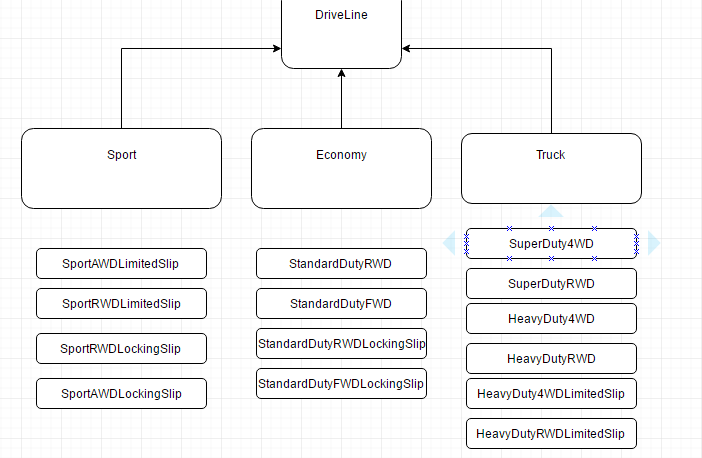 DriveLine
Sport
Economy
Truck
SportAWDLimitedSlip
SportRWDLimitedSlip
SportRWDLockingSlip
SportAWDLockingSlip
StandardDutyRWD
StandardDutyFWD
StandardDutyRWDLockingSlip
StandardDutyFWDLockingSlip
SuperDuty4WD
SuperDutyRWD
HeavyDuty4WD
HeavyDutyRWD
HeavyDuty4WDLimitedSlip
HeavyDutyRWDLimitedSlip